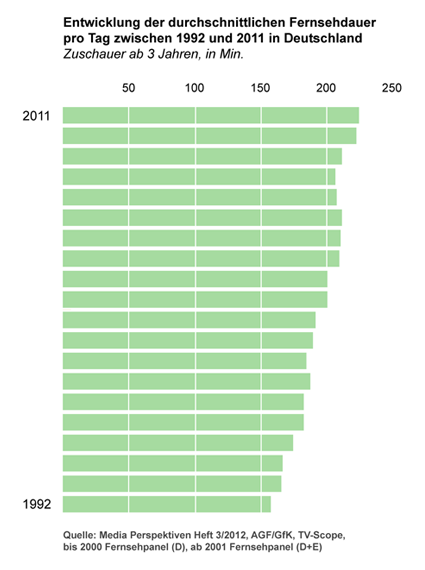 Entwicklung der durchschnittlichen Fernsehdauer
pro Tag zwischen 1992 und 2011 in Deutschland
Zuschauer ab 3 Jahren, in Min.
50 100 150 200 250
2011
1992
Quelle: Media Perspektiven Heft 3/2012, AGF/GfK, TV-Scope,
bis 2000 Fernsehpanel (D), ab 2001 Fernsehpanel (D+E)